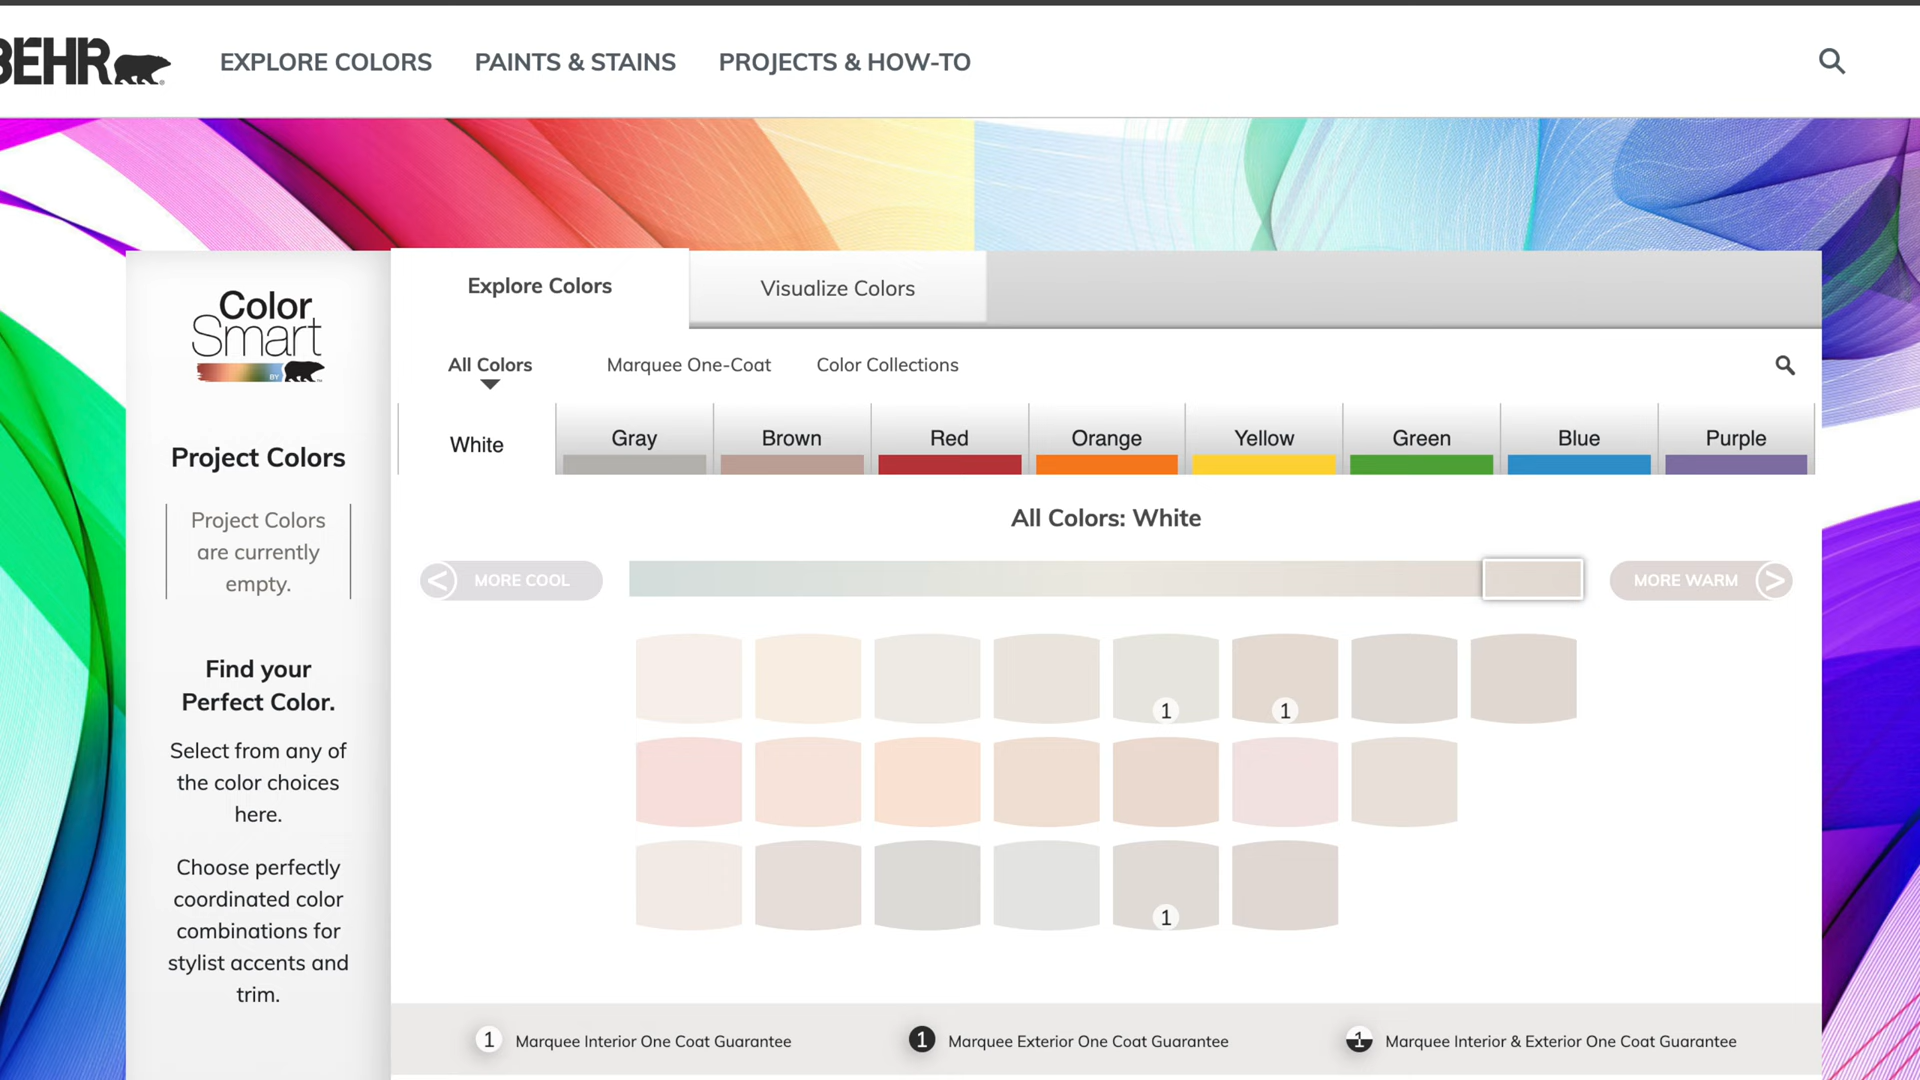 BEHR
EXPLORE COLORS
PAINTS & STAINS
PROJECTS & HOW-TO
Color
Smart
BY
Project Colors
Project Colors
are currently
empty.
Find your
Perfect Color.
Select from any of
the color choices
here.
Choose perfectly
coordinated color
combinations for
stylist accents and
trim.
Explore Colors
Visualize Colors
All Colors
Marquee One-Coat
Color Collections
White
Gray
Brown
Red
Orange
Yellow
Green
Blue
Purple
All Colors: White
< MORE COOL
MORE WARM >
1
1
1
1 Marquee Interior One Coat Guarantee
1 Marquee Exterior One Coat Guarantee
1 Marquee Interior & Exterior One Coat Guarantee